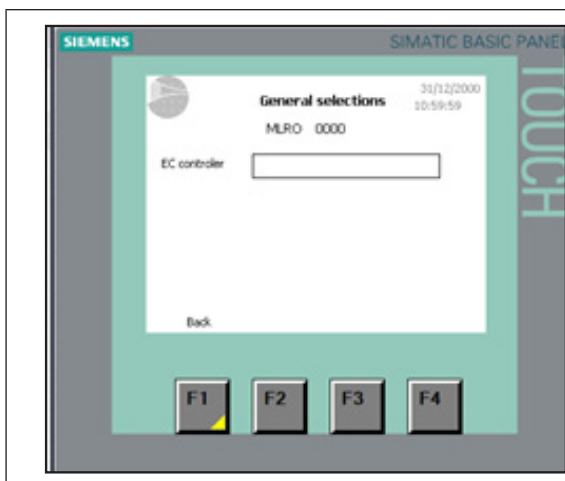 SIEMENS
SIMATIC BASIC PANEL
TOUCH
General selections
31/12/2000
10:59:59
MLRO 0000
EC controler
Back
F1
F2
F3
F4